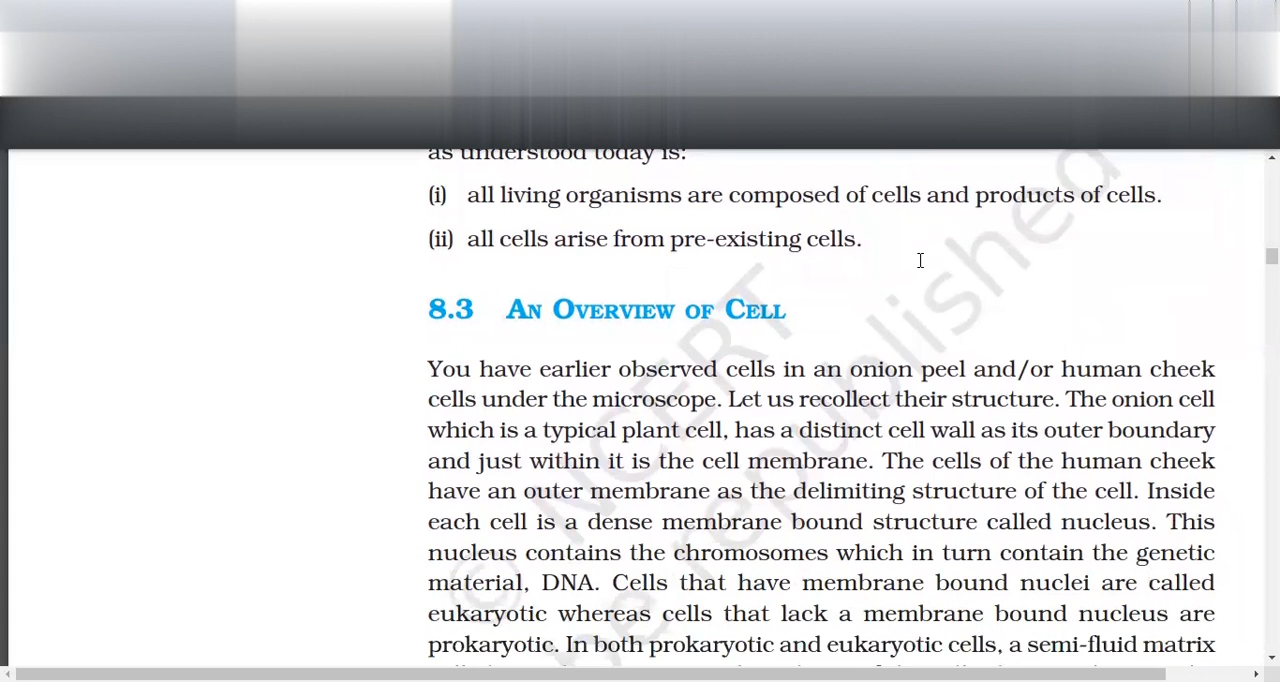 as understood today is:
(i) all living organisms are composed of cells and products of cells.
(ii) all cells arise from pre-existing cells.
8.3 An Overview of Cell
You have earlier observed cells in an onion peel and/or human cheek
cells under the microscope. Let us recollect their structure. The onion cell
which is a typical plant cell, has a distinct cell wall as its outer boundary
and just within it is the cell membrane. The cells of the human cheek
have an outer membrane as the delimiting structure of the cell. Inside
each cell is a dense membrane bound structure called nucleus. This
nucleus contains the chromosomes which in turn contain the genetic
material, DNA. Cells that have membrane bound nuclei are called
eukaryotic whereas cells that lack a membrane bound nucleus are
prokaryotic. In both prokaryotic and eukaryotic cells, a semi-fluid matrix
© NCERT
be republished